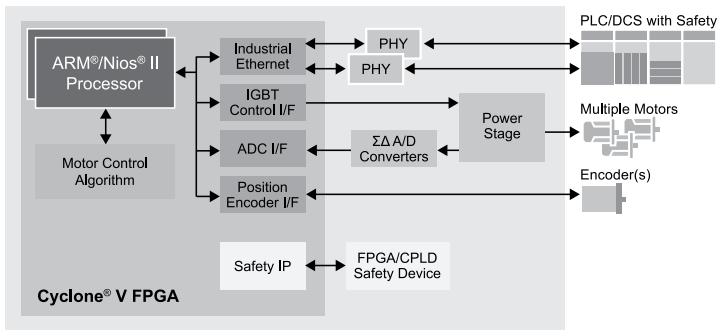 PLC/DCS with Safety
ARM®/Nios® II
Processor
Industrial
Ethernet
PHY
PHY
IGBT
Control I/F
Power
Stage
Multiple Motors
Motor Control
Algorithm
ADC I/F
ΣΔ A/D
Converters
Position
Encoder I/F
Encoder(s)
Safety IP
FPGA/CPLD
Safety Device
Cyclone® V FPGA